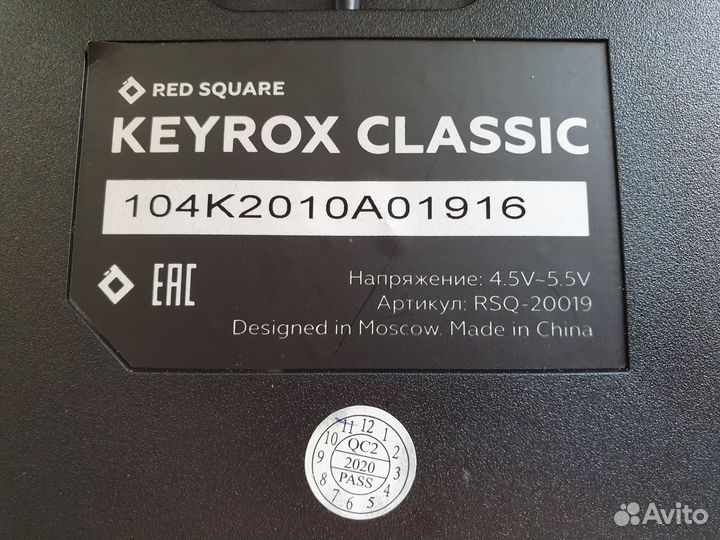 RED SQUARE
KEYROX CLASSIC
104K2010A01916
EAC
Напряжение: 4.5V~5.5V
Артикул: RSQ-20019
Designed in Moscow. Made in China
11 12 1
10 2
9 3
8 4
7 6 5
QC2
2020
PASS
Avito